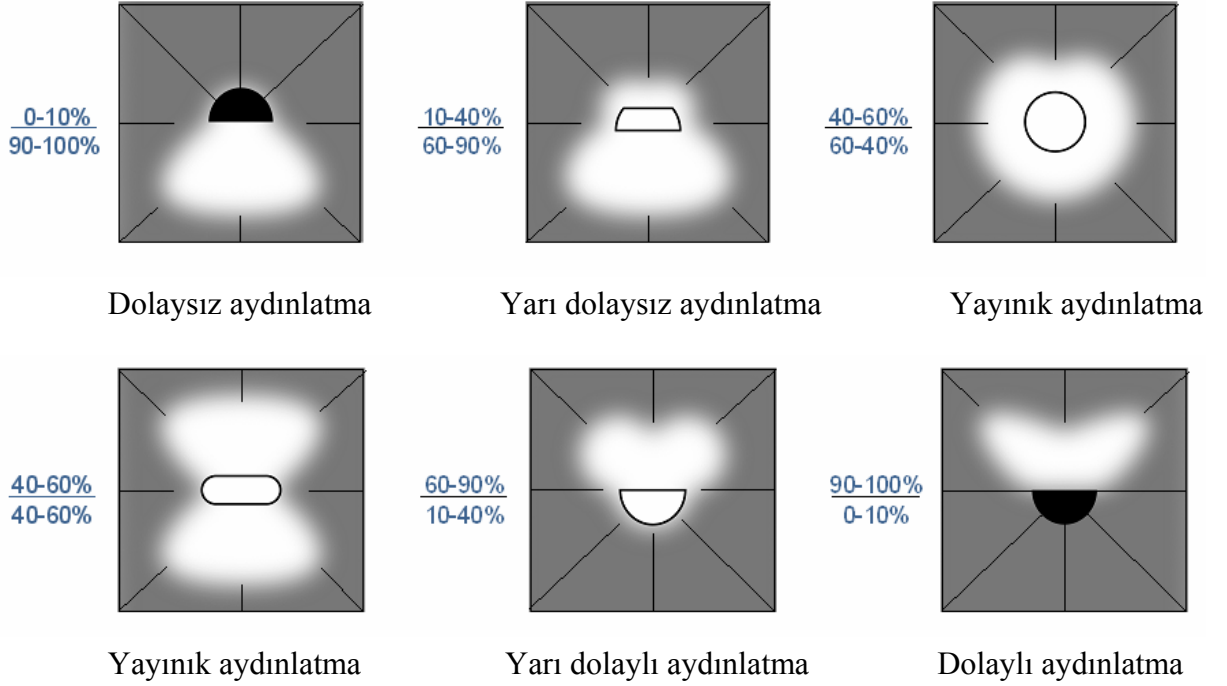 0-10%
90-100%
10-40%
60-90%
40-60%
60-40%
Dolaysız aydınlatma
Yarı dolaysız aydınlatma
Yayınık aydınlatma
40-60%
40-60%
60-90%
10-40%
90-100%
0-10%
Yayınık aydınlatma
Yarı dolaylı aydınlatma
Dolaylı aydınlatma